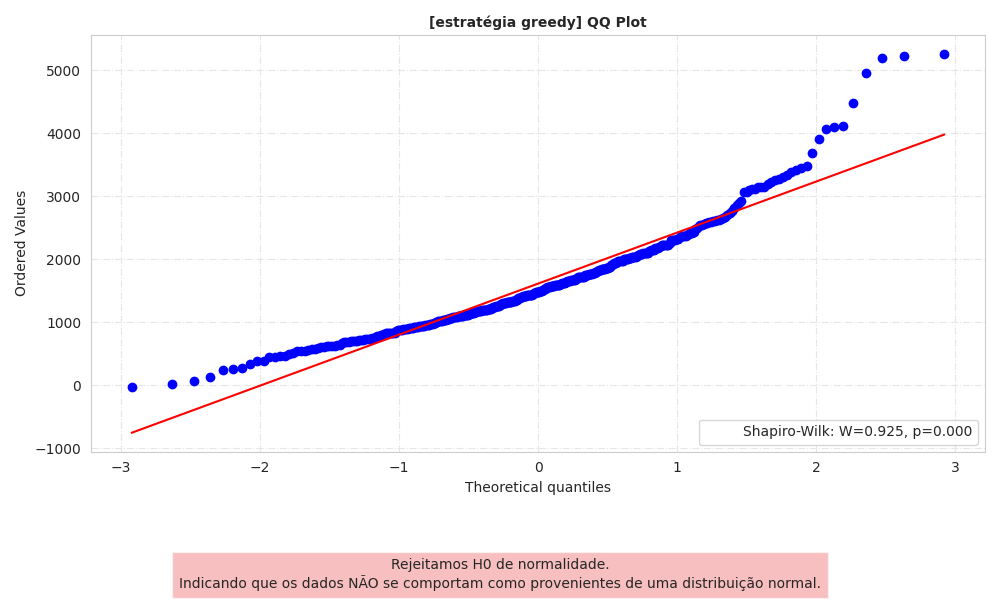 [estratégia greedy] QQ Plot
5000
4000
3000
2000
1000
0
−1000
Ordered Values
Shapiro-Wilk: W=0.925, p=0.000
−3 −2 −1 0 1 2 3
Theoretical quantiles
Rejeitamos H0 de normalidade.
Indicando que os dados NÃO se comportam como provenientes de uma distribuição normal.